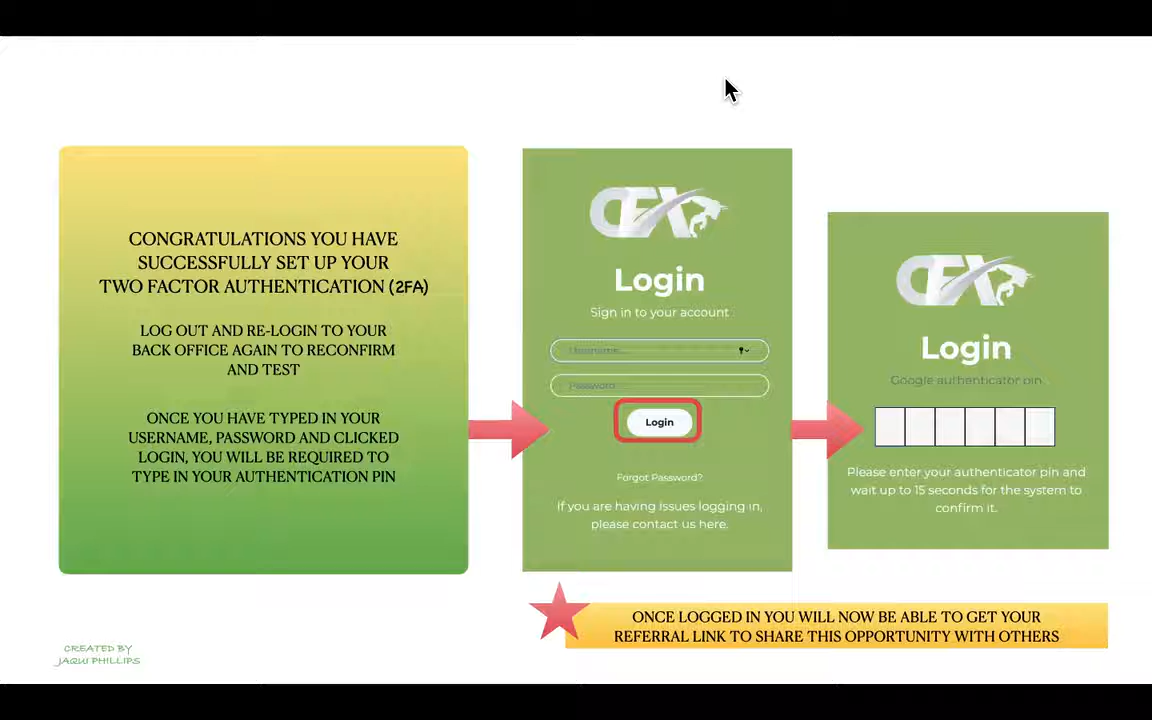 CONGRATULATIONS YOU HAVE
SUCCESSFULLY SET UP YOUR
TWO FACTOR AUTHENTICATION (2FA)
LOG OUT AND RE-LOGIN TO YOUR
BACK OFFICE AGAIN TO RECONFIRM
AND TEST
ONCE YOU HAVE TYPED IN YOUR
USERNAME, PASSWORD AND CLICKED
LOGIN, YOU WILL BE REQUIRED TO
TYPE IN YOUR AUTHENTICATION PIN
CFX
Login
Sign in to your account
Username...
Password...
Login
Forgot Password?
If you are having issues logging in,
please contact us here.
CFX
Login
Google authenticator pin
Please enter your authenticator pin and
wait up to 15 seconds for the system to
confirm it.
ONCE LOGGED IN YOU WILL NOW BE ABLE TO GET YOUR
REFERRAL LINK TO SHARE THIS OPPORTUNITY WITH OTHERS
CREATED BY
JAQUI PHILLIPS